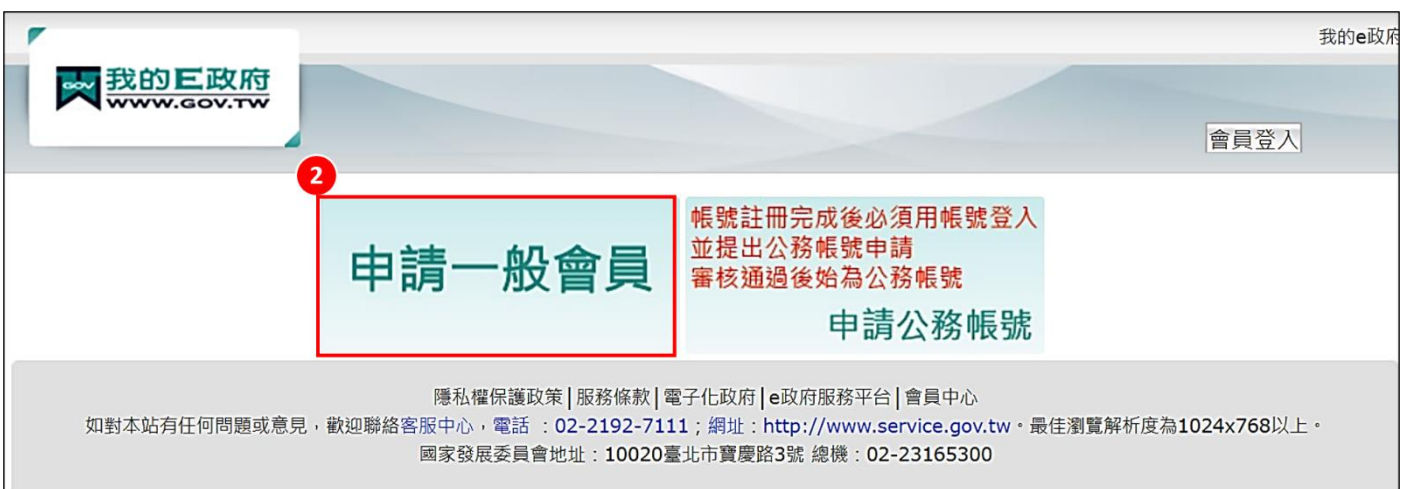 我的e政府
GOV 我的E政府
WWW.GOV.TW
會員登入
2
申請一般會員
帳號註冊完成後必須用帳號登入
並提出公務帳號申請
審核通過後始為公務帳號
申請公務帳號
隱私權保護政策|服務條款|電子化政府|e政府服務平台|會員中心
如對本站有任何問題或意見，歡迎聯絡客服中心，電話 ：02-2192-7111；網址：http://www.service.gov.tw。最佳瀏覽解析度為1024x768以上。
國家發展委員會地址：10020臺北市寶慶路3號 總機：02-23165300